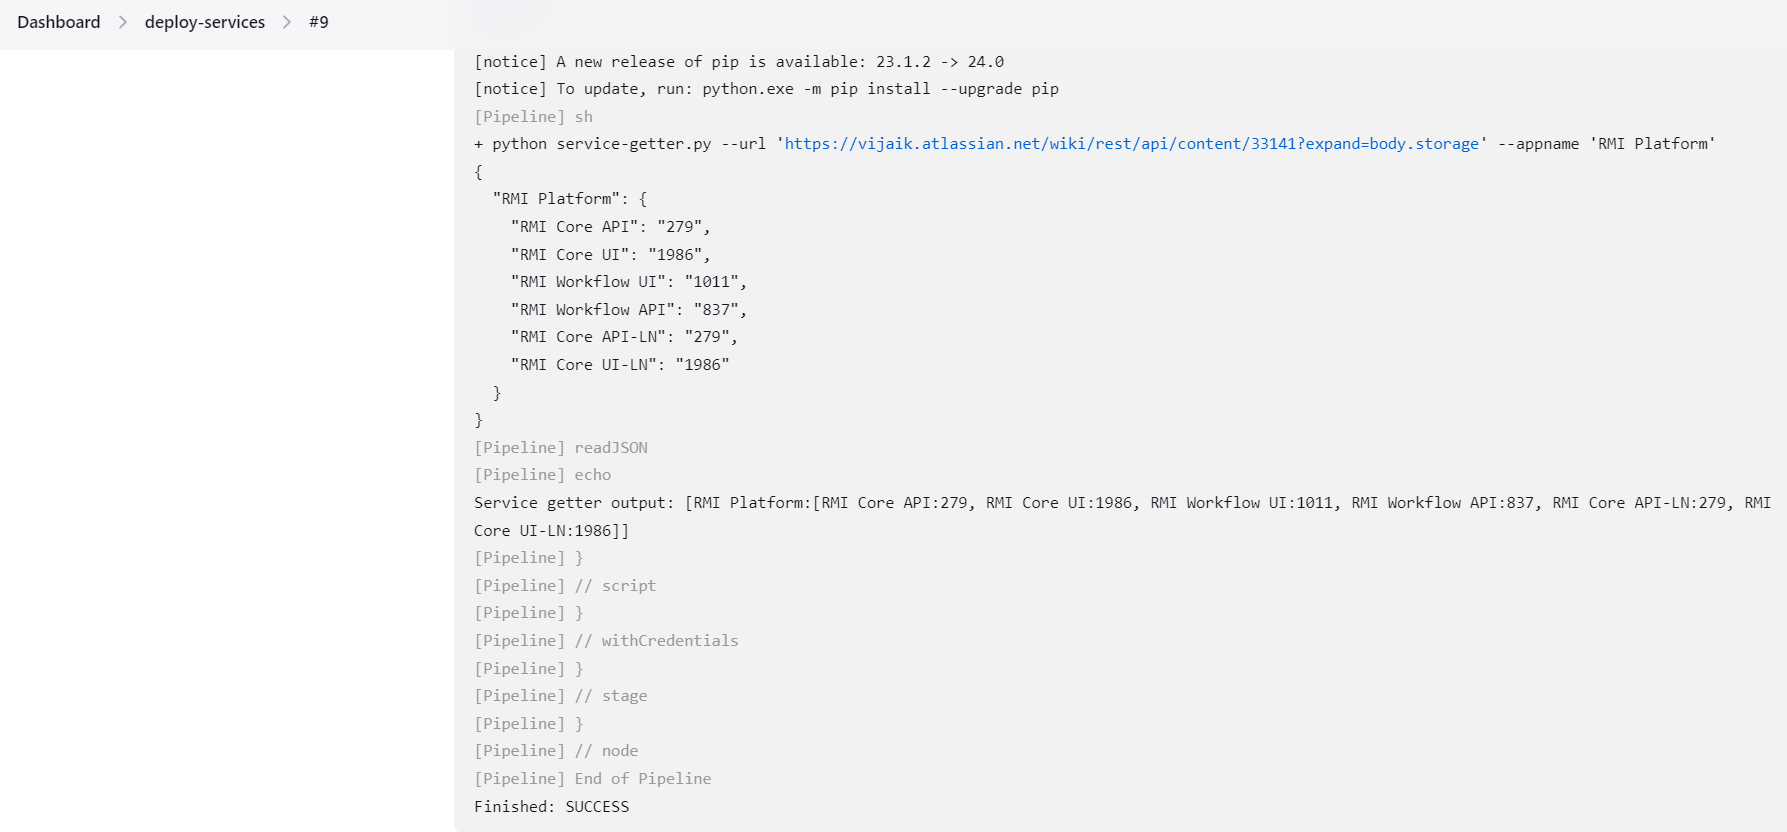 Dashboard > deploy-services > #9
[notice] A new release of pip is available: 23.1.2 -> 24.0
[notice] To update, run: python.exe -m pip install --upgrade pip
[Pipeline] sh
+ python service-getter.py --url 'https://vijaik.atlassian.net/wiki/rest/api/content/33141?expand=body.storage' --appname 'RMI Platform'
{
  "RMI Platform": {
    "RMI Core API": "279",
    "RMI Core UI": "1986",
    "RMI Workflow UI": "1011",
    "RMI Workflow API": "837",
    "RMI Core API-LN": "279",
    "RMI Core UI-LN": "1986"
  }
}
[Pipeline] readJSON
[Pipeline] echo
Service getter output: [RMI Platform:[RMI Core API:279, RMI Core UI:1986, RMI Workflow UI:1011, RMI Workflow API:837, RMI Core API-LN:279, RMI
Core UI-LN:1986]]
[Pipeline] }
[Pipeline] // script
[Pipeline] }
[Pipeline] // withCredentials
[Pipeline] }
[Pipeline] // stage
[Pipeline] }
[Pipeline] // node
[Pipeline] End of Pipeline
Finished: SUCCESS